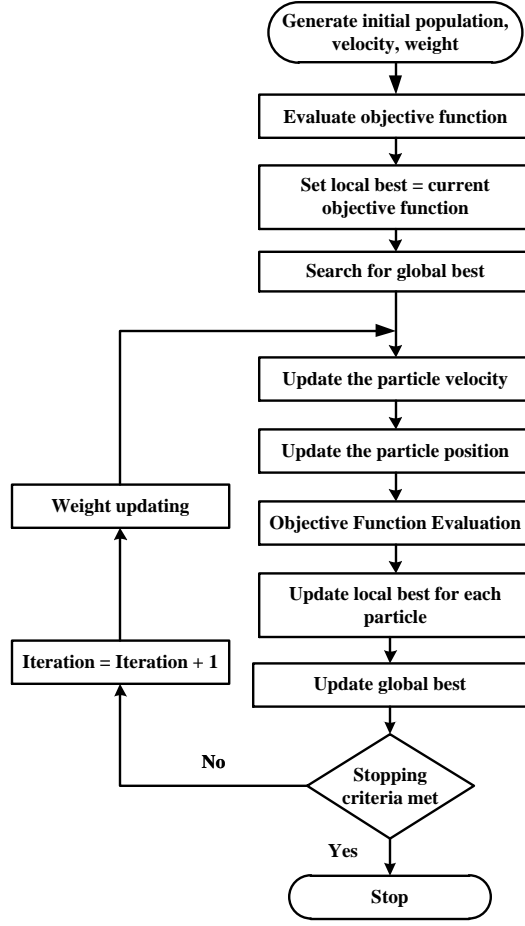 Generate initial population,
velocity, weight
Evaluate objective function
Set local best = current
objective function
Search for global best
Update the particle velocity
Update the particle position
Weight updating
Objective Function Evaluation
Update local best for each
particle
Iteration = Iteration + 1
Update global best
No
Stopping
criteria met
Yes
Stop